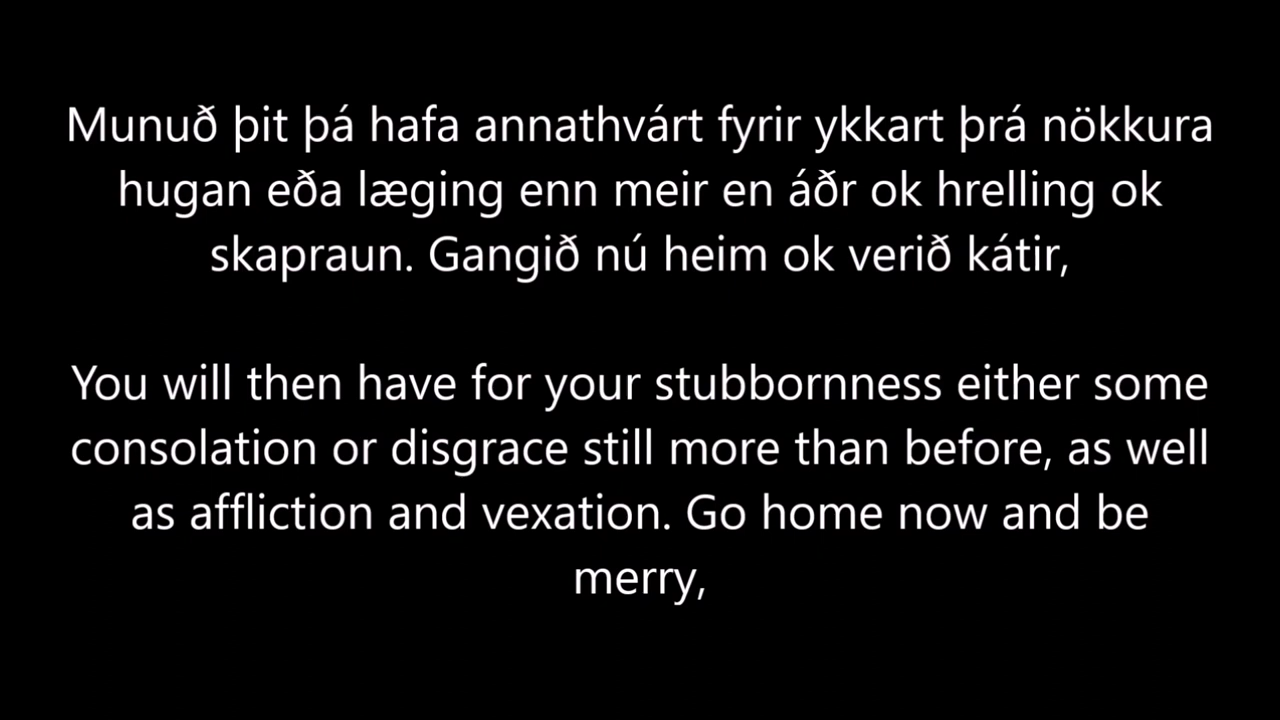 Munuð þit þá hafa annathvárt fyrir ykkart þrá nökkura
hugan eða læging enn meir en áðr ok hrelling ok
skapraun. Gangið nú heim ok verið kátir,
You will then have for your stubbornness either some
consolation or disgrace still more than before, as well
as affliction and vexation. Go home now and be
merry,